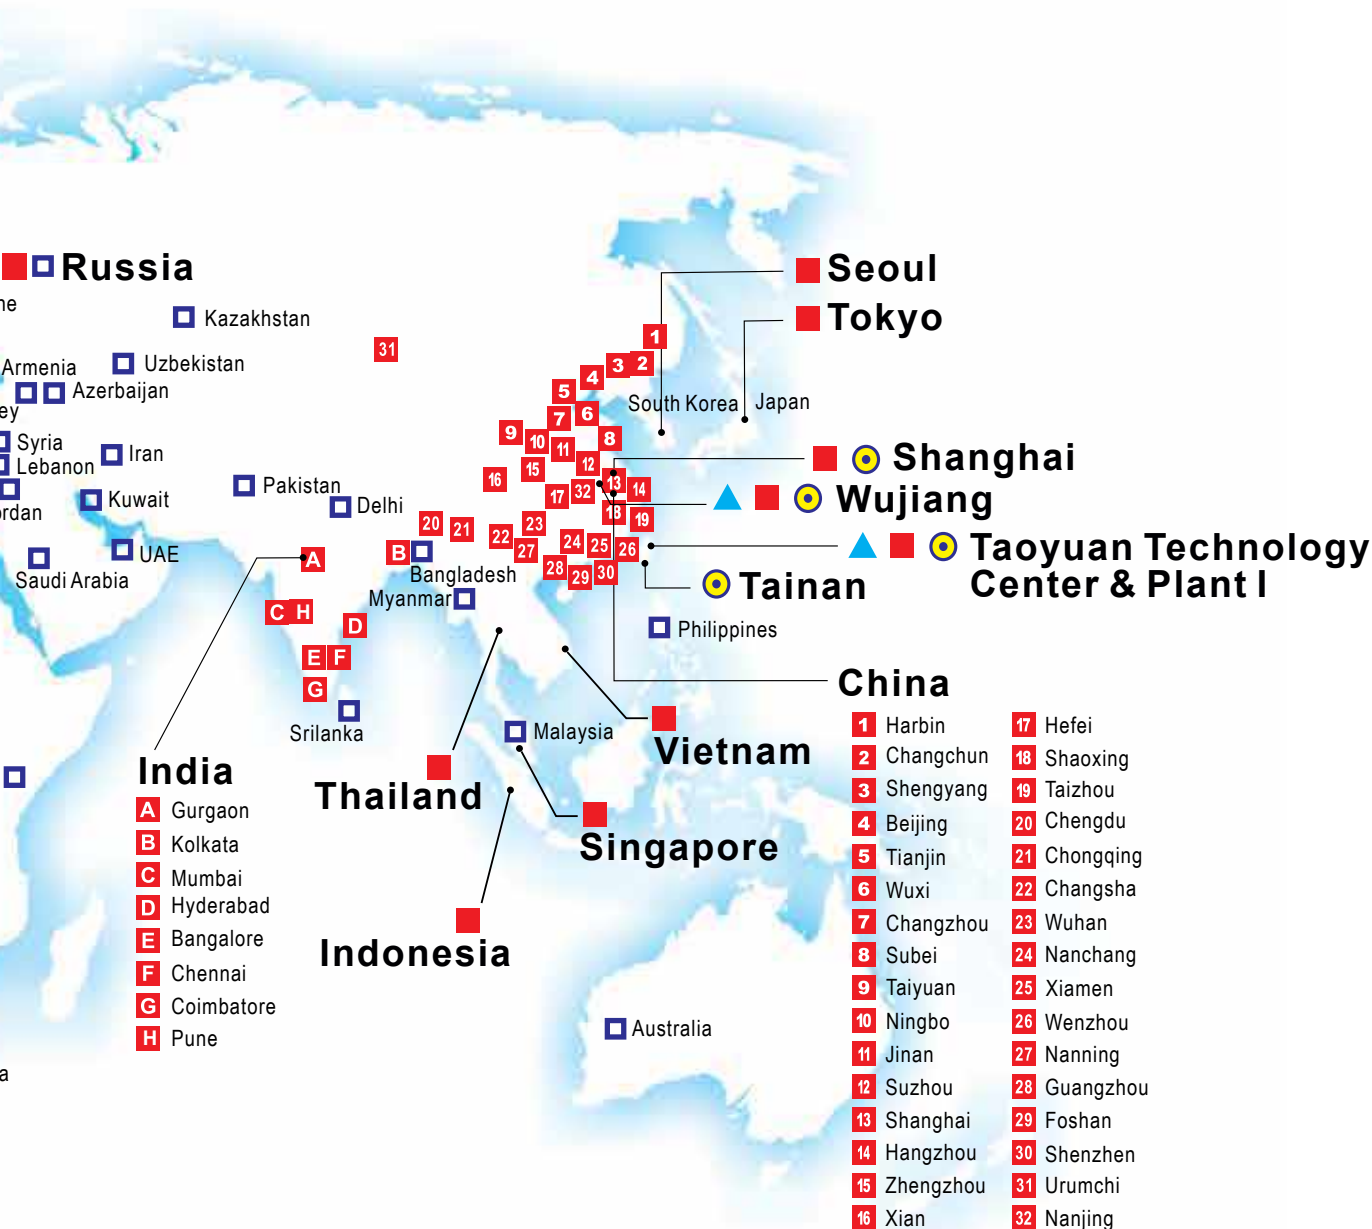 Russia
ne
Kazakhstan
31
Armenia
Uzbekistan
Azerbaijan
ey
Syria
Lebanon
Iran
rdan
Kuwait
Pakistan
Delhi
UAE
Saudi Arabia
Seoul
Tokyo
1
2
3
4
5
6
7
8
9
10
11
12
13
14
15
16
17
32
18
19
20
21
22
23
24
25
26
27
28
29
30
South Korea
Japan
Shanghai
Wujiang
Taoyuan Technology
Center & Plant I
Tainan
A
B
Bangladesh
Myanmar
C H
D
E F
G
Srilanka
Philippines
Malaysia
Thailand
Vietnam
Singapore
Indonesia
Australia
a
India
A Gurgaon
B Kolkata
C Mumbai
D Hyderabad
E Bangalore
F Chennai
G Coimbatore
H Pune
China
1 Harbin
2 Changchun
3 Shengyang
4 Beijing
5 Tianjin
6 Wuxi
7 Changzhou
8 Subei
9 Taiyuan
10 Ningbo
11 Jinan
12 Suzhou
13 Shanghai
14 Hangzhou
15 Zhengzhou
16 Xian
17 Hefei
18 Shaoxing
19 Taizhou
20 Chengdu
21 Chongqing
22 Changsha
23 Wuhan
24 Nanchang
25 Xiamen
26 Wenzhou
27 Nanning
28 Guangzhou
29 Foshan
30 Shenzhen
31 Urumchi
32 Nanjing